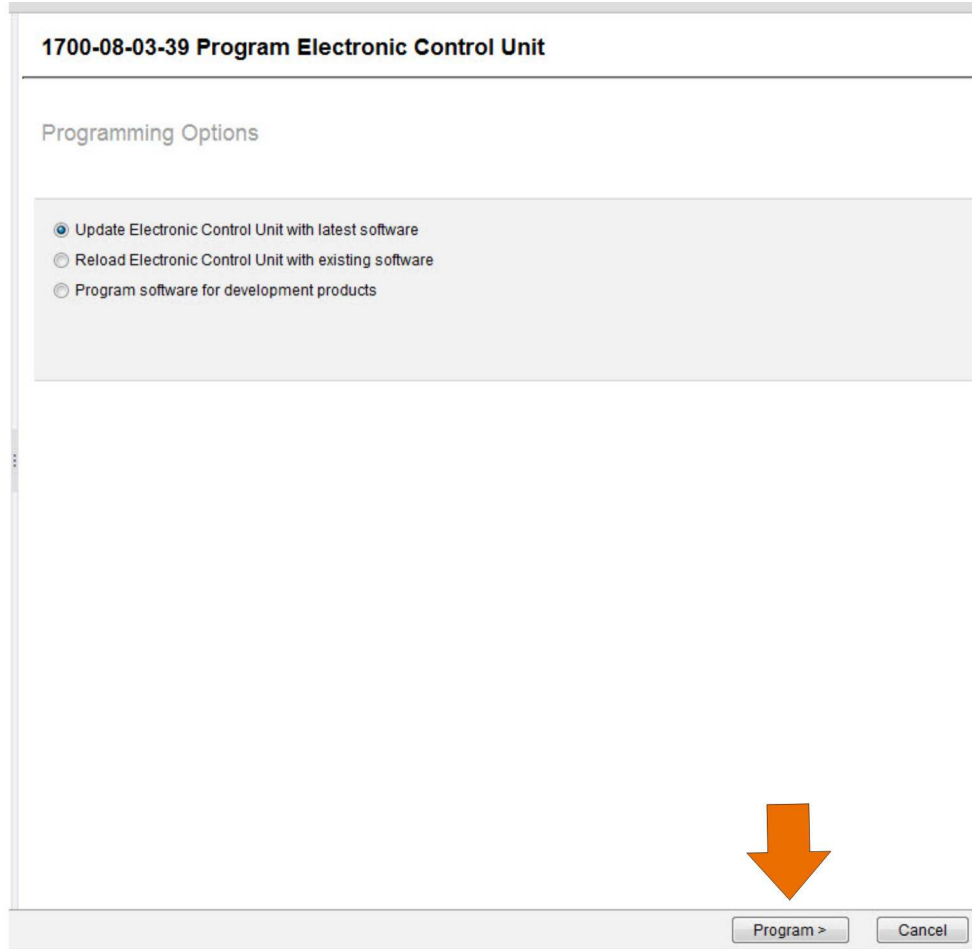 1700-08-03-39 Program Electronic Control Unit
Programming Options
Update Electronic Control Unit with latest software
Reload Electronic Control Unit with existing software
Program software for development products
Program >
Cancel